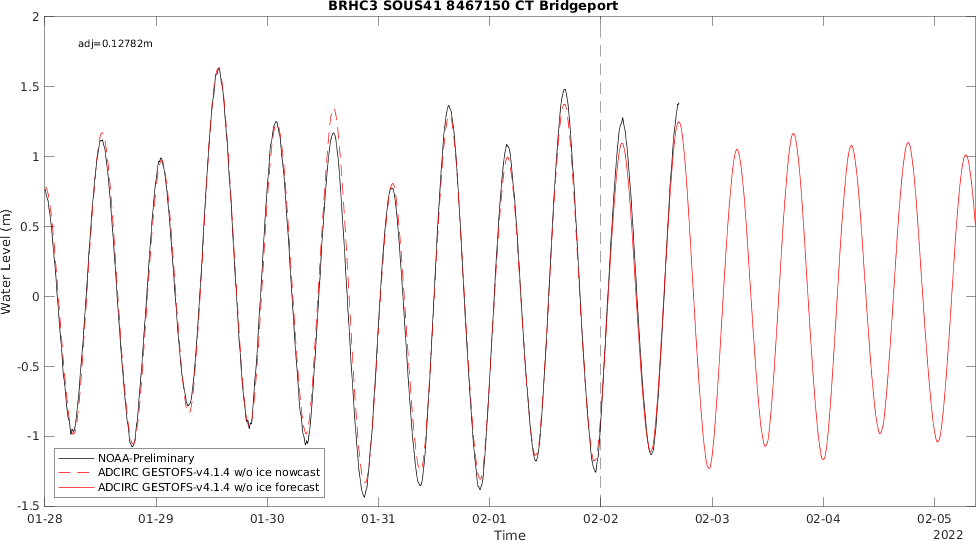 BRHC3 SOUS41 8467150 CT Bridgeport
adj=0.12782m
Water Level (m)
2
1.5
1
0.5
0
-0.5
-1
-1.5
NOAA-Preliminary
ADCIRC GESTOFS-v4.1.4 w/o ice nowcast
ADCIRC GESTOFS-v4.1.4 w/o ice forecast
01-28 01-29 01-30 01-31 02-01 02-02 02-03 02-04 02-05
Time
2022